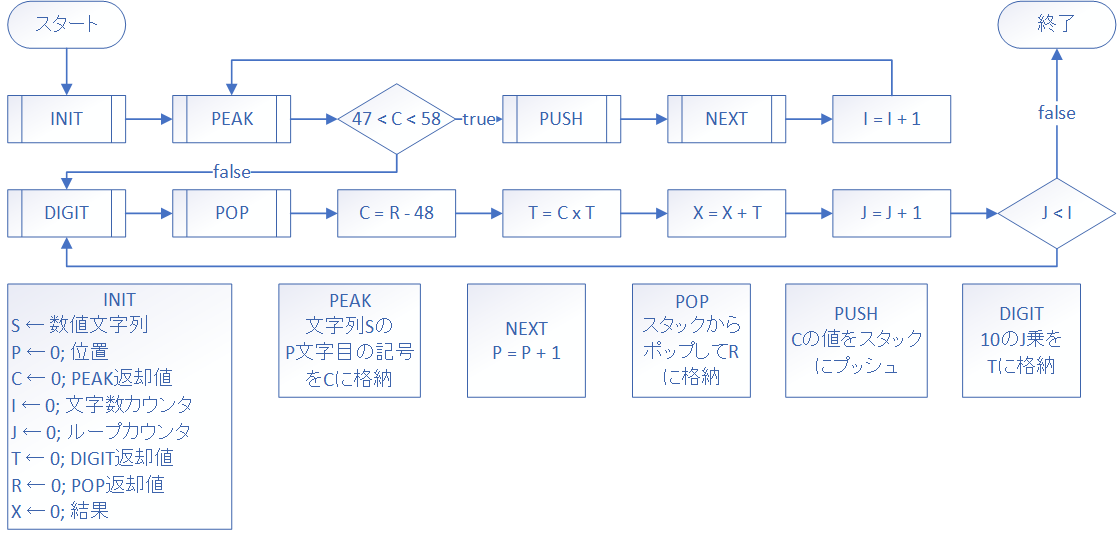 スタート
終了
INIT
PEAK
47 < C < 58
true
PUSH
NEXT
I = I + 1
false
false
DIGIT
POP
C = R - 48
T = C x T
X = X + T
J = J + 1
J < I
INIT
S ← 数値文字列
P ← 0; 位置
C ← 0; PEAK返却値
I ← 0; 文字数カウンタ
J ← 0; ループカウンタ
T ← 0; DIGIT返却値
R ← 0; POP返却値
X ← 0; 結果
PEAK
文字列Sの
P文字目の記号
をCに格納
NEXT
P = P + 1
POP
スタックから
ポップしてR
に格納
PUSH
Cの値をスタック
にプッシュ
DIGIT
10のJ乗を
Tに格納